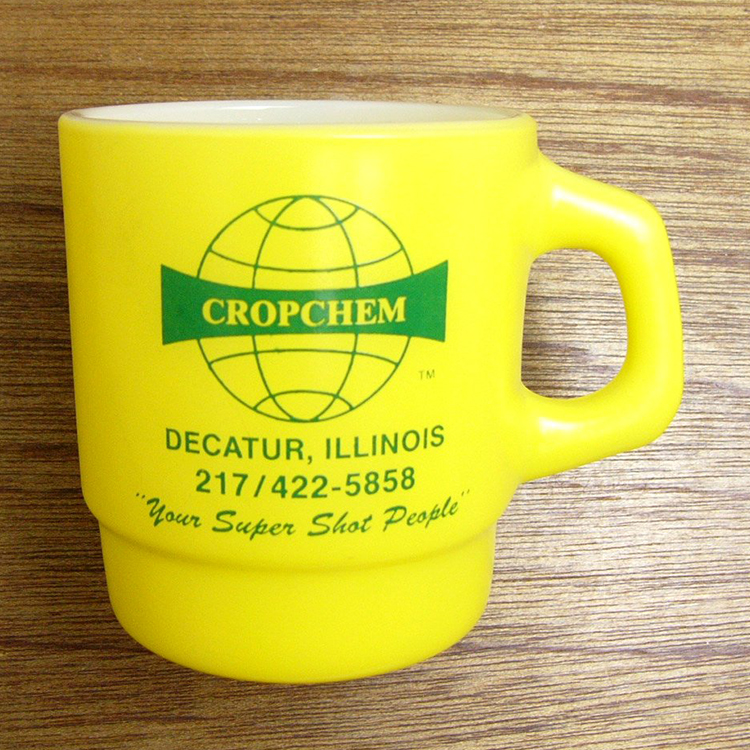 CROPCHEM
TM
DECATUR, ILLINOIS
217/422-5858
"Your Super Shot People"